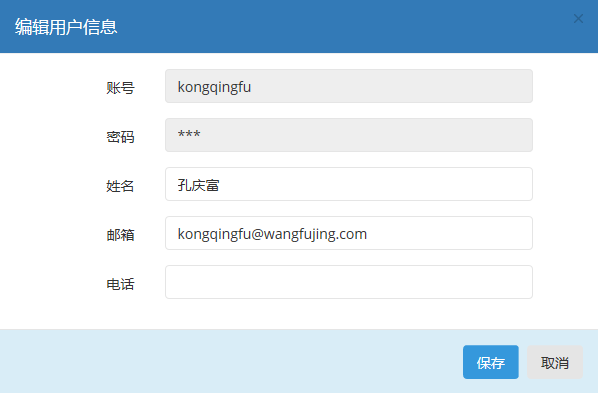 编辑用户信息
×
账号 kongqingfu
密码 ***
姓名 孔庆富
邮箱 kongqingfu@wangfujing.com
电话
保存 取消